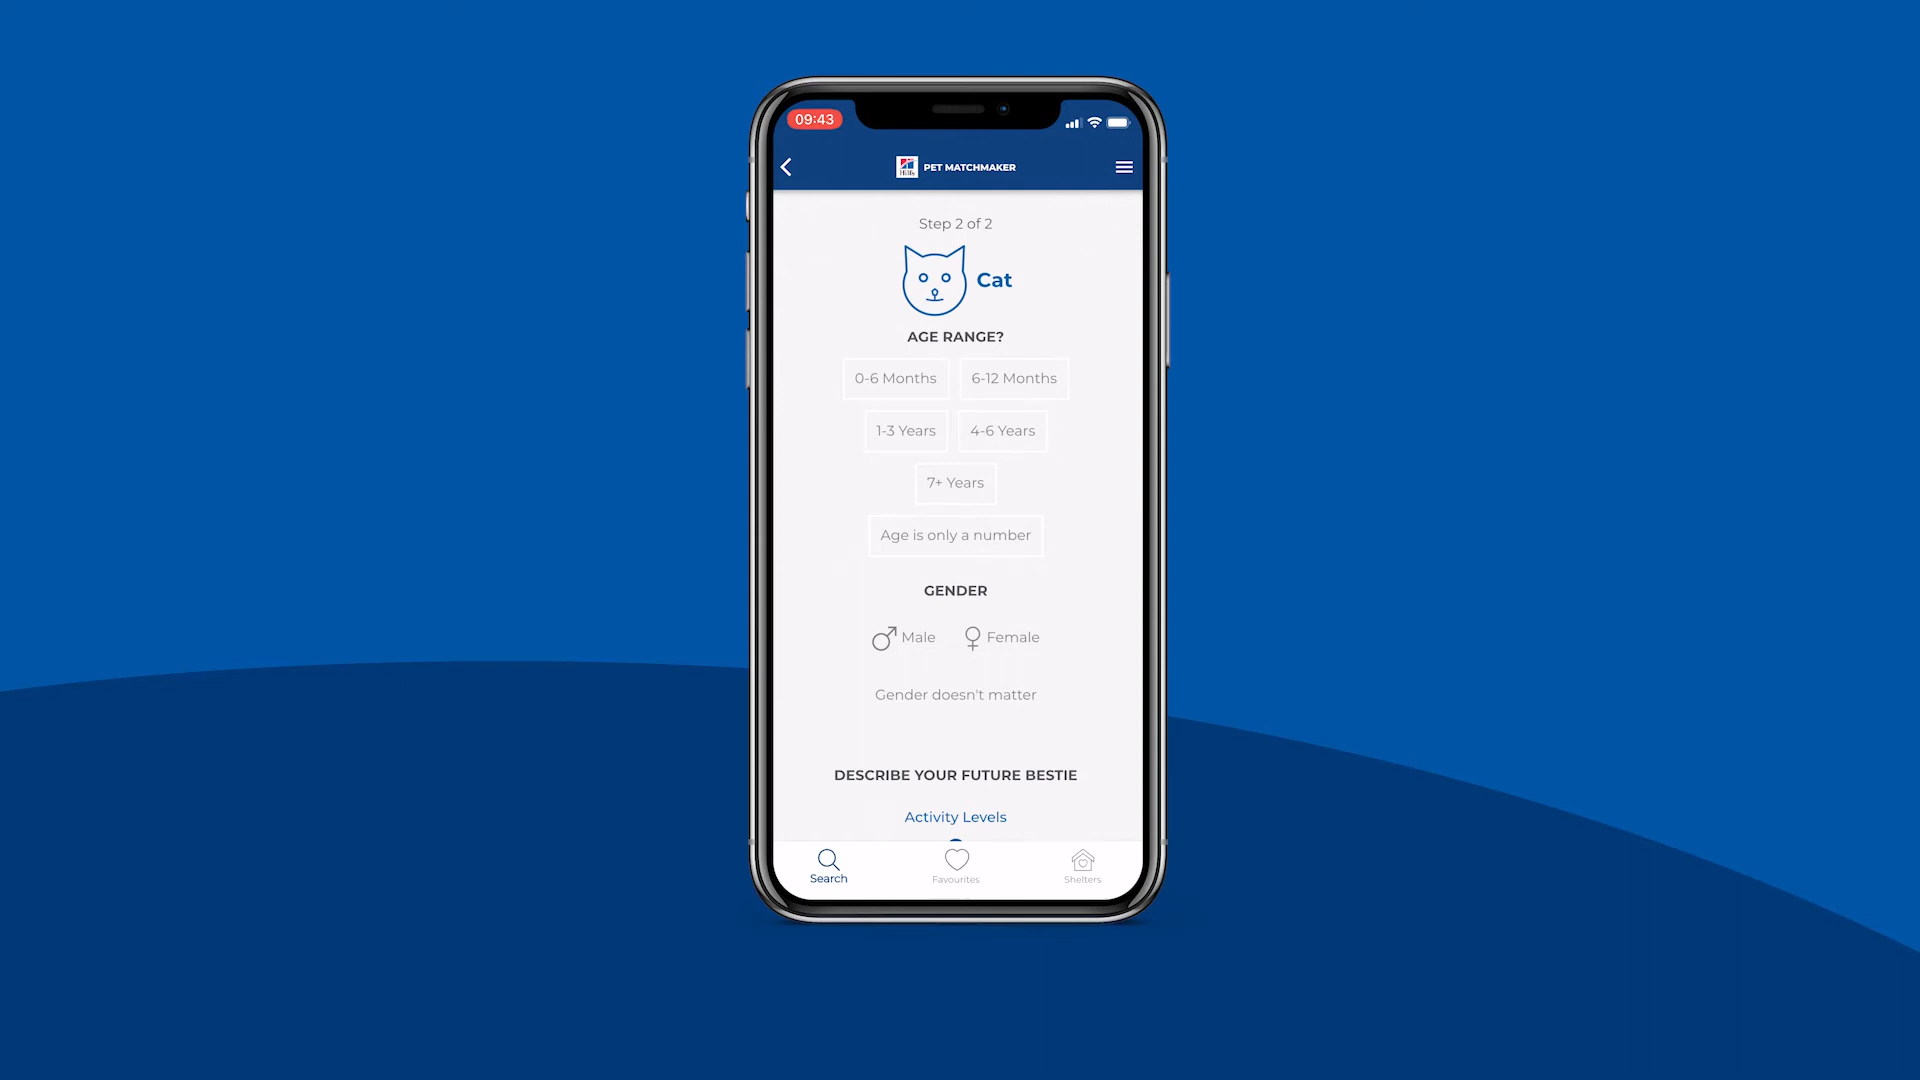 09:43
Hill's PET MATCHMAKER
Step 2 of 2
Cat
AGE RANGE?
0-6 Months 6-12 Months
1-3 Years 4-6 Years
7+ Years
Age is only a number
GENDER
Male Female
Gender doesn't matter
DESCRIBE YOUR FUTURE BESTIE
Activity Levels
Search Favourites Shelters